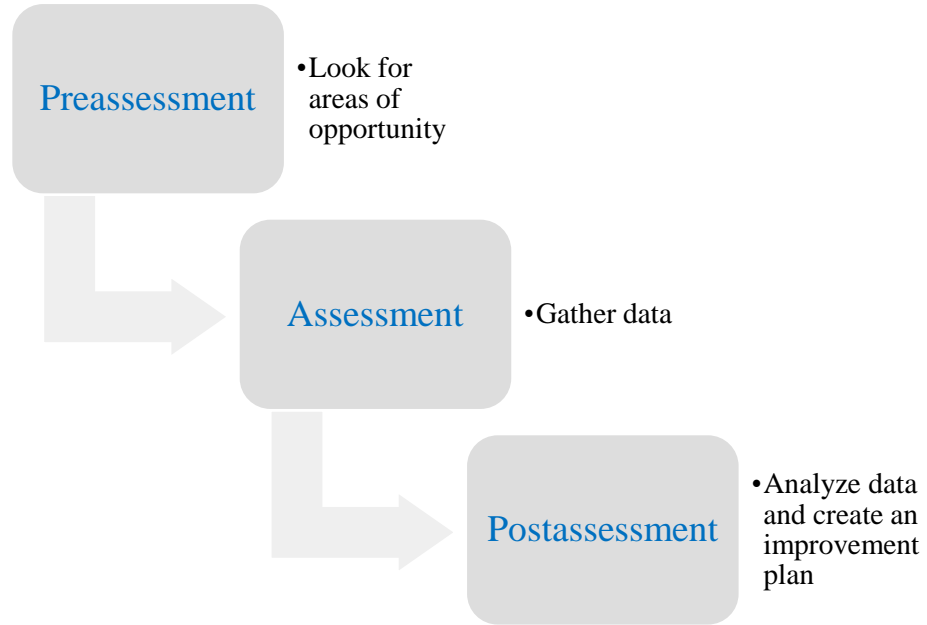 Preassessment
•Look for
areas of
opportunity
Assessment
•Gather data
Postassessment
•Analyze data
and create an
improvement
plan